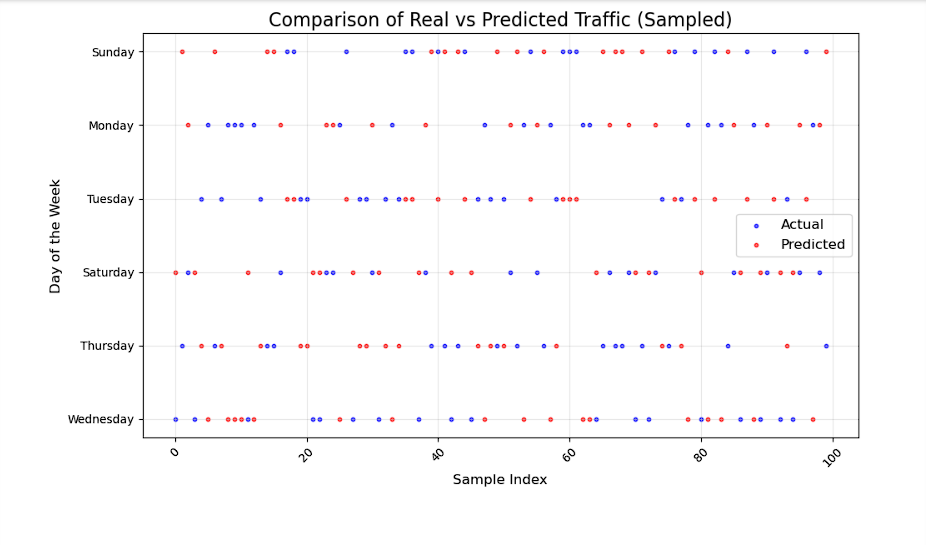 Comparison of Real vs Predicted Traffic (Sampled)
Sunday
Monday
Tuesday
Saturday
Thursday
Wednesday
Day of the Week
Actual
Predicted
0
20
40
60
80
100
Sample Index